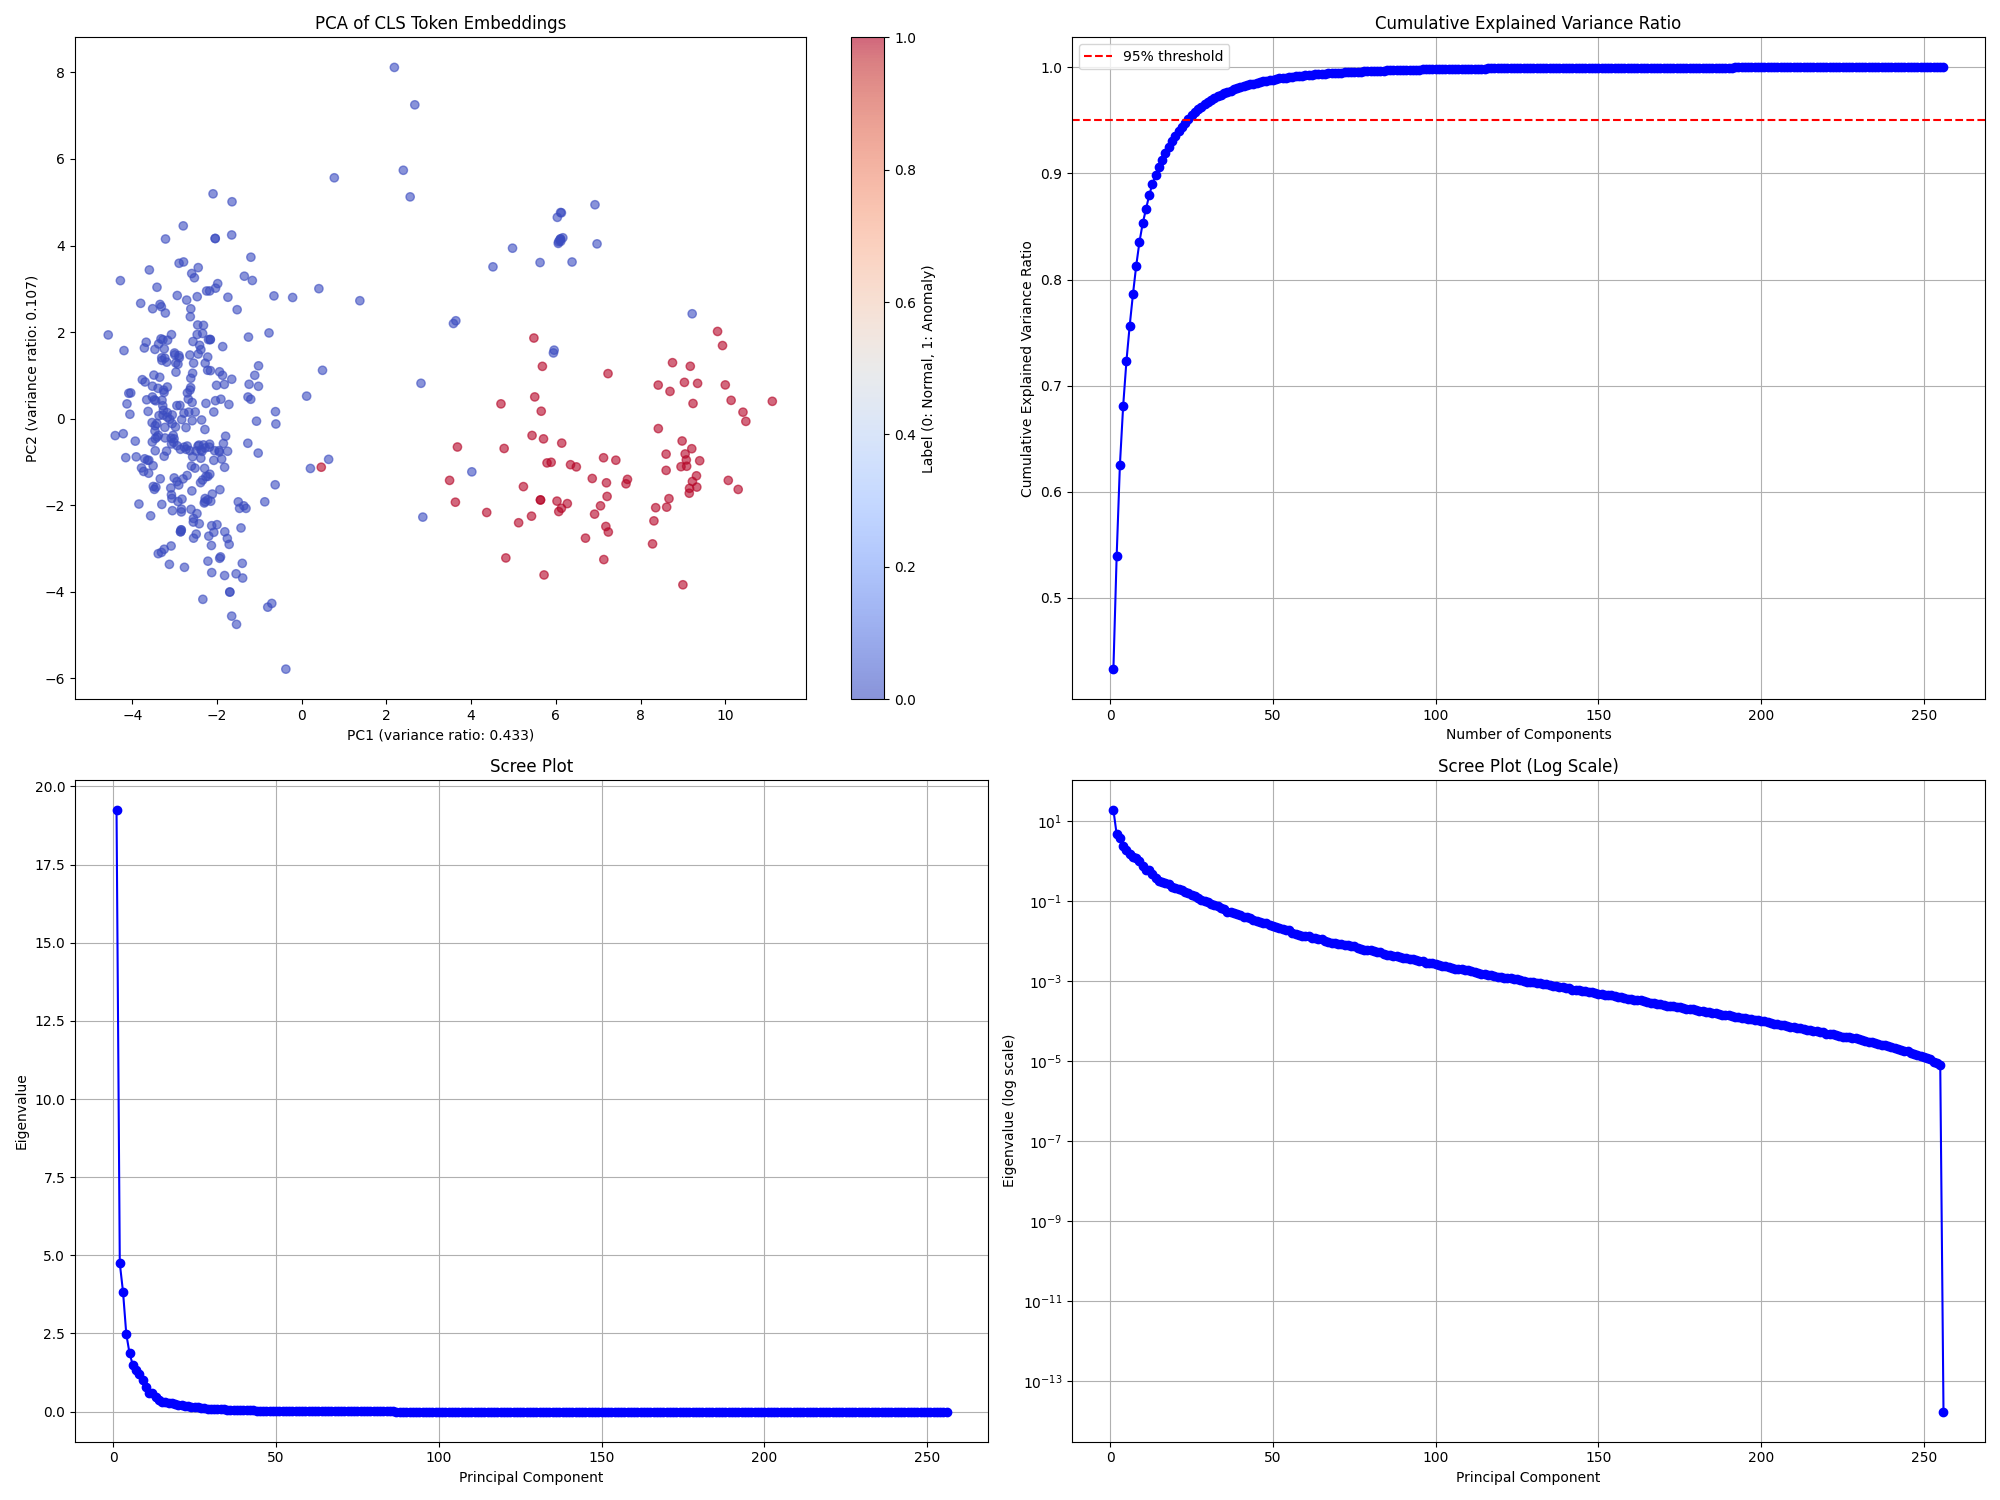 PCA of CLS Token Embeddings
8
6
4
2
0
−2
−4
−6
PC2 (variance ratio: 0.107)
−4 −2 0 2 4 6 8 10
PC1 (variance ratio: 0.433)
1.0
0.8
0.6
0.4
0.2
0.0
Label (0: Normal, 1: Anomaly)
Cumulative Explained Variance Ratio
95% threshold
1.0
0.9
0.8
0.7
0.6
0.5
Cumulative Explained Variance Ratio
0 50 100 150 200 250
Number of Components
Scree Plot
20.0
17.5
15.0
12.5
10.0
7.5
5.0
2.5
0.0
Eigenvalue
0 50 100 150 200 250
Principal Component
Scree Plot (Log Scale)
10¹
10⁻¹
10⁻³
10⁻⁵
10⁻⁷
10⁻⁹
10⁻¹¹
10⁻¹³
Eigenvalue (log scale)
0 50 100 150 200 250
Principal Component